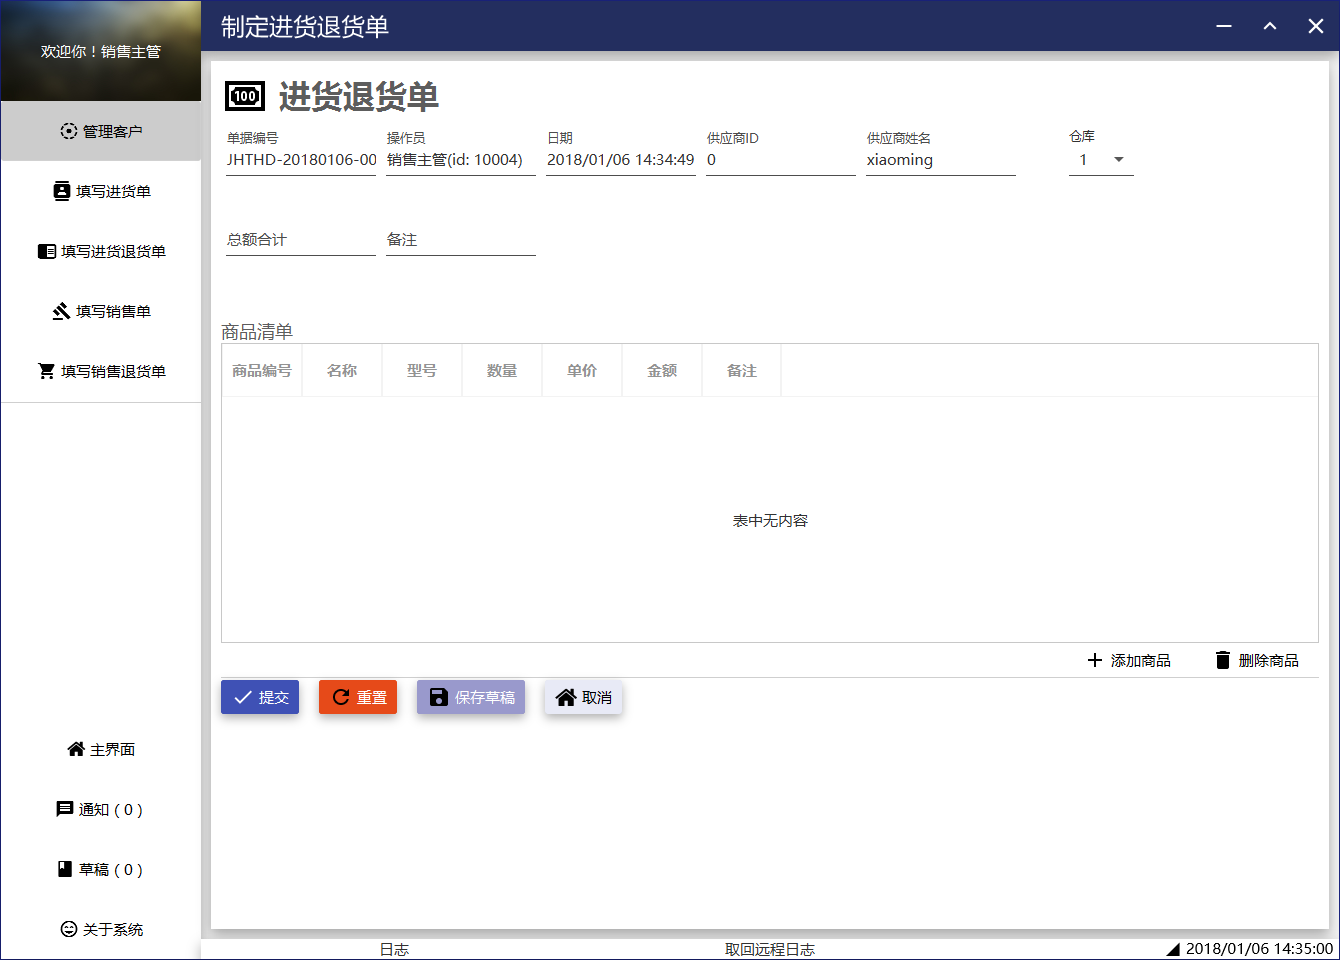 欢迎你！销售主管
制定进货退货单
管理客户
填写进货单
填写进货退货单
填写销售单
填写销售退货单
主界面
通知 ( 0 )
草稿 ( 0 )
关于系统
100 进货退货单
单据编号 操作员 日期 供应商ID 供应商姓名 仓库
JHTHD-20180106-00 销售主管(id: 10004) 2018/01/06 14:34:49 0 xiaoming 1
总额合计 备注
商品清单
商品编号 名称 型号 数量 单价 金额 备注
表中无内容
添加商品 删除商品
提交 重置 保存草稿 取消
日志 取回远程日志 2018/01/06 14:35:00